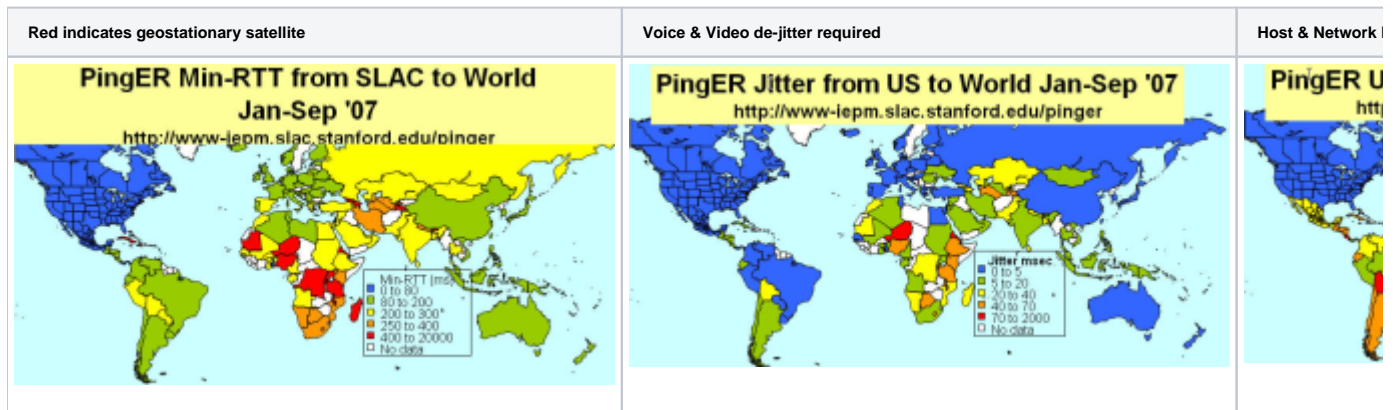 Red indicates geostationary satellite
Voice & Video de-jitter required
Host & Network
PingER Min-RTT from SLAC to World
Jan-Sep '07
http://www-iepm.slac.stanford.edu/pinger
Min-RTT (ms)
0 to 80
80 to 200
200 to 300*
250 to 400
400 to 20000
No data
PingER Jitter from US to World Jan-Sep '07
http://www-iepm.slac.stanford.edu/pinger
Jitter msec
0 to 5
5 to 20
20 to 40
40 to 70
70 to 2000
No data
PingER U
http